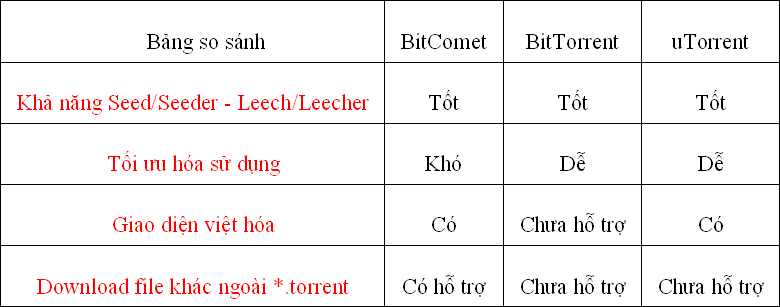 Bảng so sánh BitComet BitTorrent uTorrent
Khả năng Seed/Seeder - Leech/Leecher Tốt Tốt Tốt
Tối ưu hóa sử dụng Khó Dễ Dễ
Giao diện việt hóa Có Chưa hỗ trợ Có
Download file khác ngoài *.torrent Có hỗ trợ Chưa hỗ trợ Chưa hỗ trợ